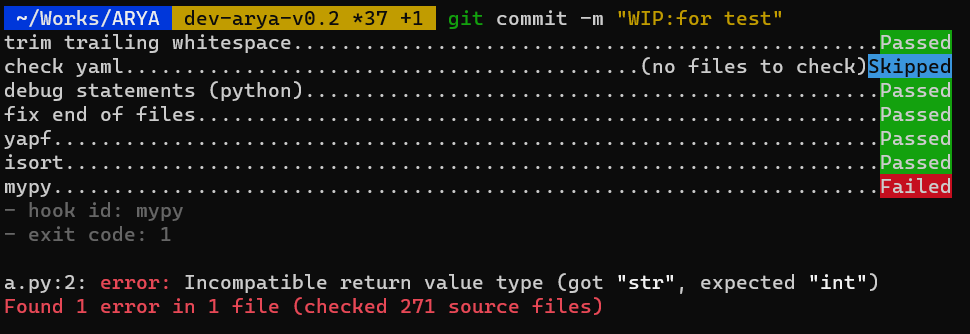 ~/Works/ARYA dev-arya-v0.2 *37 +1 git commit -m "WIP:for test"
trim trailing whitespace.................................................Passed
check yaml...........................................(no files to check)Skipped
debug statements (python)................................................Passed
fix end of files.........................................................Passed
yapf.....................................................................Passed
isort....................................................................Passed
mypy.....................................................................Failed
- hook id: mypy
- exit code: 1
a.py:2: error: Incompatible return value type (got "str", expected "int")
Found 1 error in 1 file (checked 271 source files)